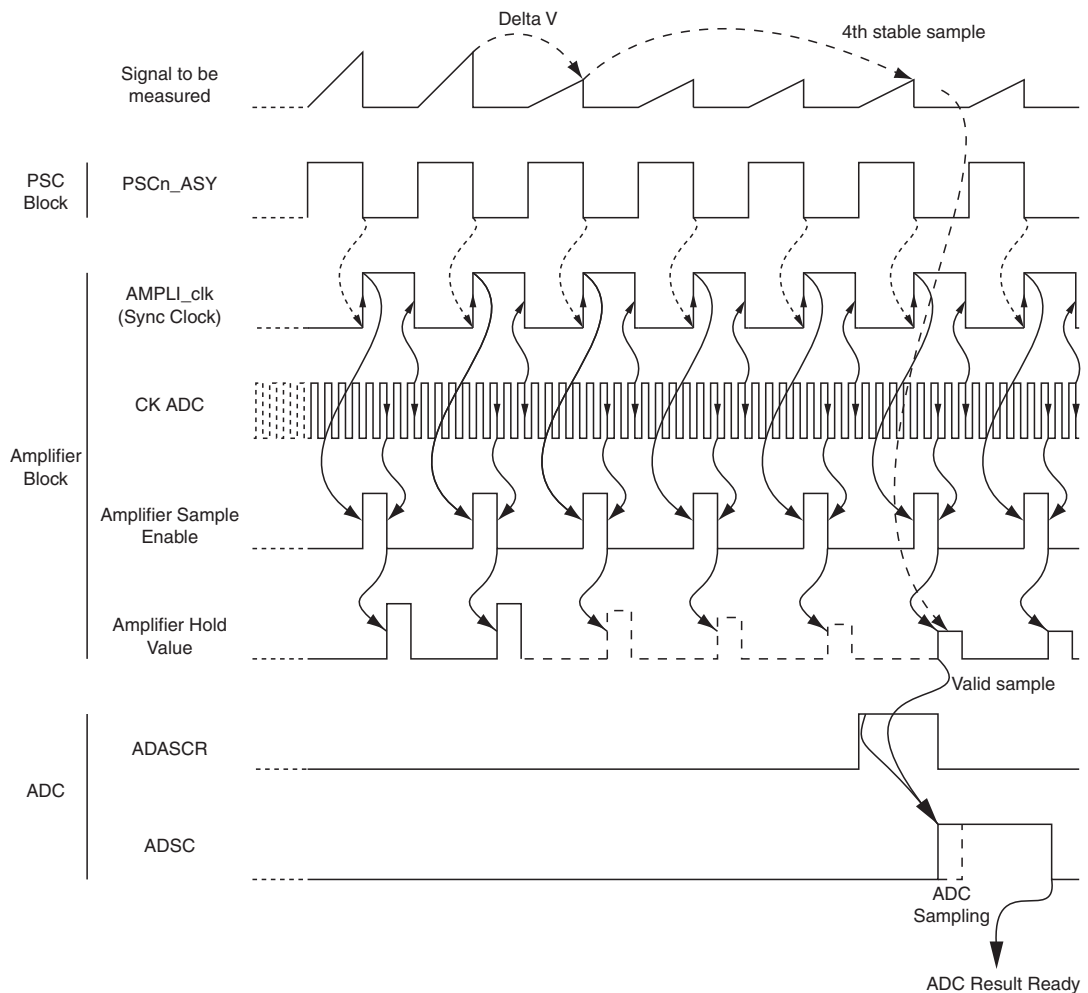 Delta V
4th stable sample
Signal to be
measured
PSC
Block
PSCn_ASY
AMPLI_clk
(Sync Clock)
CK ADC
Amplifier
Block
Amplifier Sample
Enable
Amplifier Hold
Value
Valid sample
ADASCR
ADC
ADSC
ADC
Sampling
ADC Result Ready